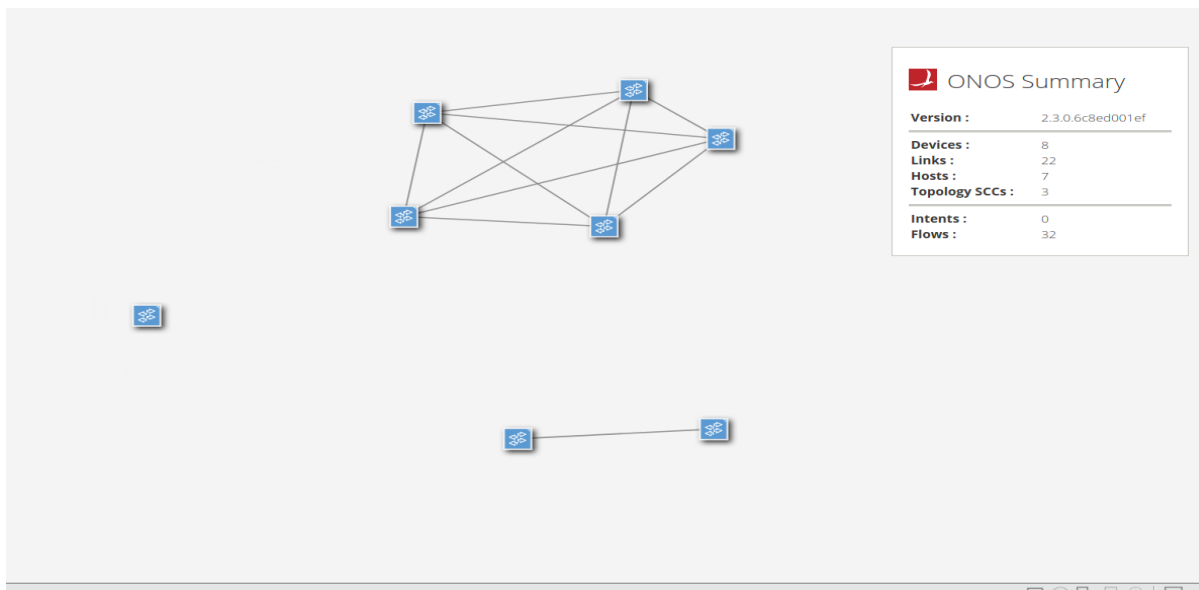 ONOS Summary
Version : 2.3.0.6c8ed001ef
Devices : 8
Links : 22
Hosts : 7
Topology SCCs : 3
Intents : 0
Flows : 32